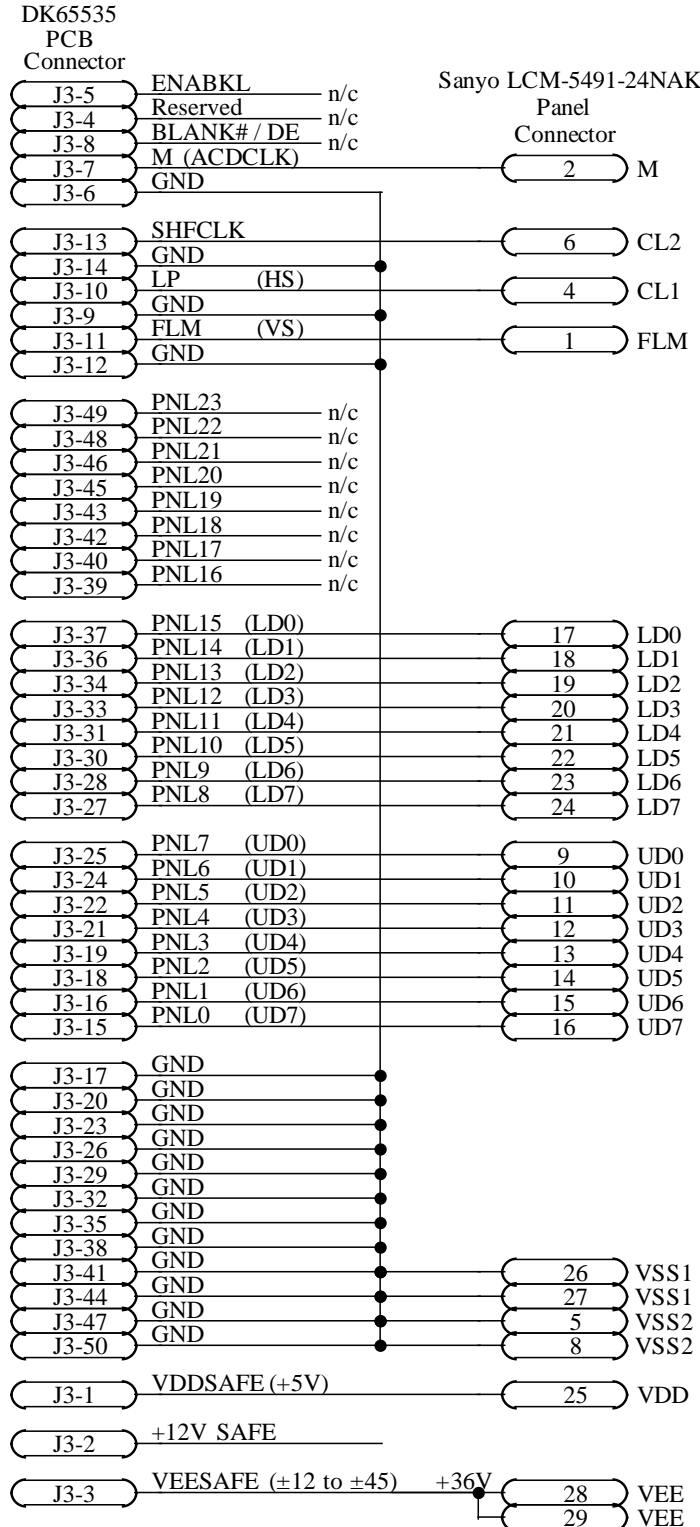 DK65535
PCB
Connector
Sanyo LCM-5491-24NAK
Panel
Connector
J3-5 ENABKL n/c
J3-4 Reserved n/c
J3-8 BLANK# / DE n/c
J3-7 M (ACDCLK) 2 M
J3-6 GND
J3-13 SHFCLK 6 CL2
J3-14 GND
J3-10 LP (HS) 4 CL1
J3-9 GND
J3-11 FLM (VS) 1 FLM
J3-12 GND
J3-49 PNL23 n/c
J3-48 PNL22 n/c
J3-46 PNL21 n/c
J3-45 PNL20 n/c
J3-43 PNL19 n/c
J3-42 PNL18 n/c
J3-40 PNL17 n/c
J3-39 PNL16 n/c
J3-37 PNL15 (LD0) 17 LD0
J3-36 PNL14 (LD1) 18 LD1
J3-34 PNL13 (LD2) 19 LD2
J3-33 PNL12 (LD3) 20 LD3
J3-31 PNL11 (LD4) 21 LD4
J3-30 PNL10 (LD5) 22 LD5
J3-28 PNL9 (LD6) 23 LD6
J3-27 PNL8 (LD7) 24 LD7
J3-25 PNL7 (UD0) 9 UD0
J3-24 PNL6 (UD1) 10 UD1
J3-22 PNL5 (UD2) 11 UD2
J3-21 PNL4 (UD3) 12 UD3
J3-19 PNL3 (UD4) 13 UD4
J3-18 PNL2 (UD5) 14 UD5
J3-16 PNL1 (UD6) 15 UD6
J3-15 PNL0 (UD7) 16 UD7
J3-17 GND
J3-20 GND
J3-23 GND
J3-26 GND
J3-29 GND
J3-32 GND
J3-35 GND
J3-38 GND
J3-41 GND 26 VSS1
J3-44 GND 27 VSS1
J3-47 GND 5 VSS2
J3-50 GND 8 VSS2
J3-1 VDDSAFE (+5V) 25 VDD
J3-2 +12V SAFE
J3-3 VEESAFE (±12 to ±45) +36V 28 VEE
29 VEE